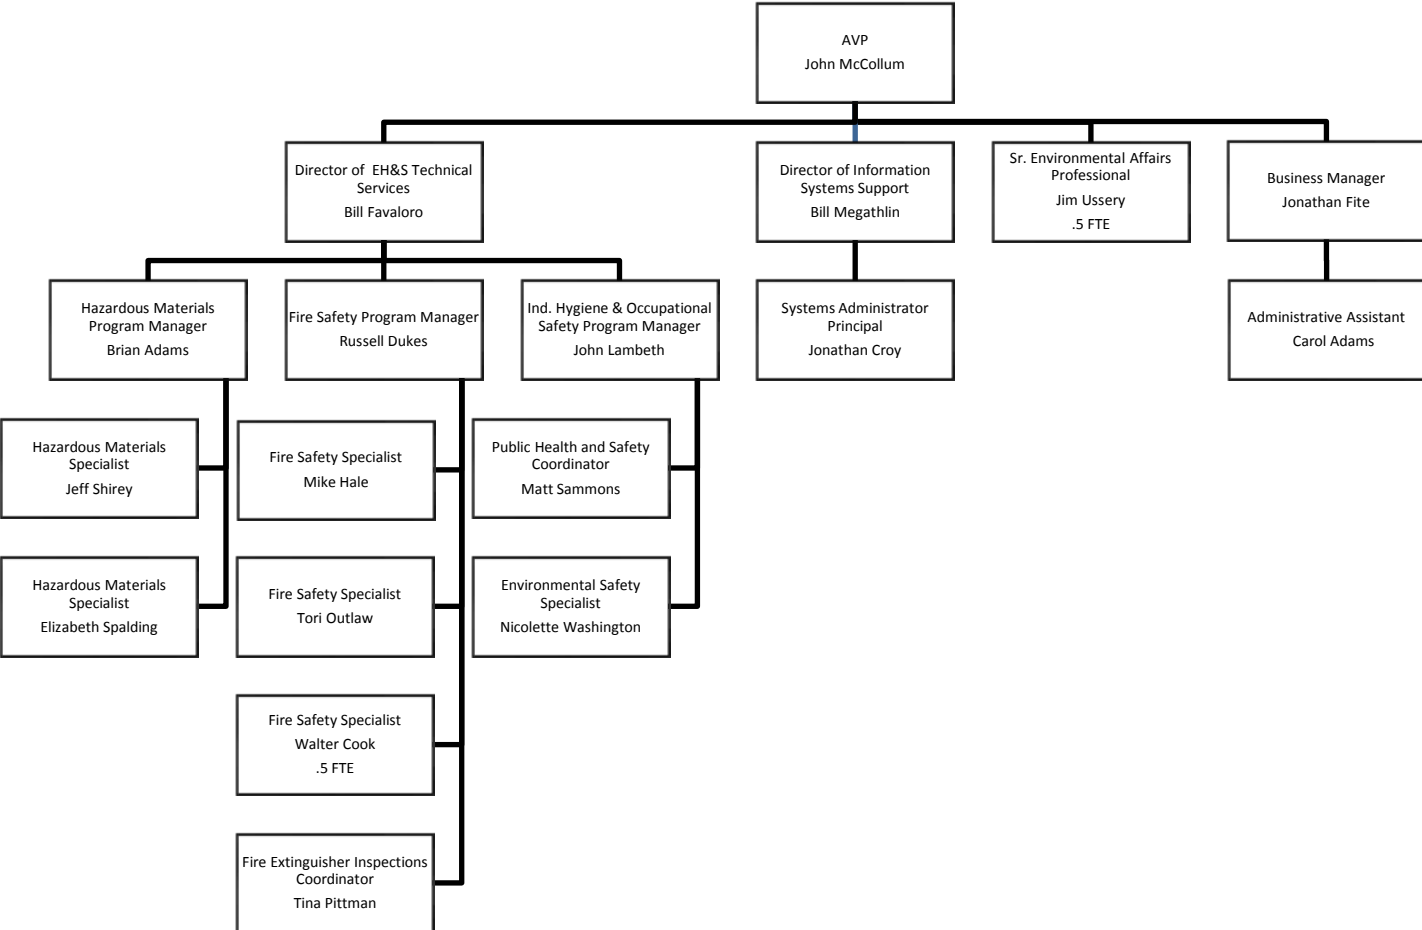 AVP
John McCollum
Director of EH&S Technical
Services
Bill Favaloro
Director of Information
Systems Support
Bill Megathlin
Sr. Environmental Affairs
Professional
Jim Ussery
.5 FTE
Business Manager
Jonathan Fite
Hazardous Materials
Program Manager
Brian Adams
Fire Safety Program Manager
Russell Dukes
Ind. Hygiene & Occupational
Safety Program Manager
John Lambeth
Systems Administrator
Principal
Jonathan Croy
Administrative Assistant
Carol Adams
Hazardous Materials
Specialist
Jeff Shirey
Fire Safety Specialist
Mike Hale
Public Health and Safety
Coordinator
Matt Sammons
Hazardous Materials
Specialist
Elizabeth Spalding
Fire Safety Specialist
Tori Outlaw
Environmental Safety
Specialist
Nicolette Washington
Fire Safety Specialist
Walter Cook
.5 FTE
Fire Extinguisher Inspections
Coordinator
Tina Pittman